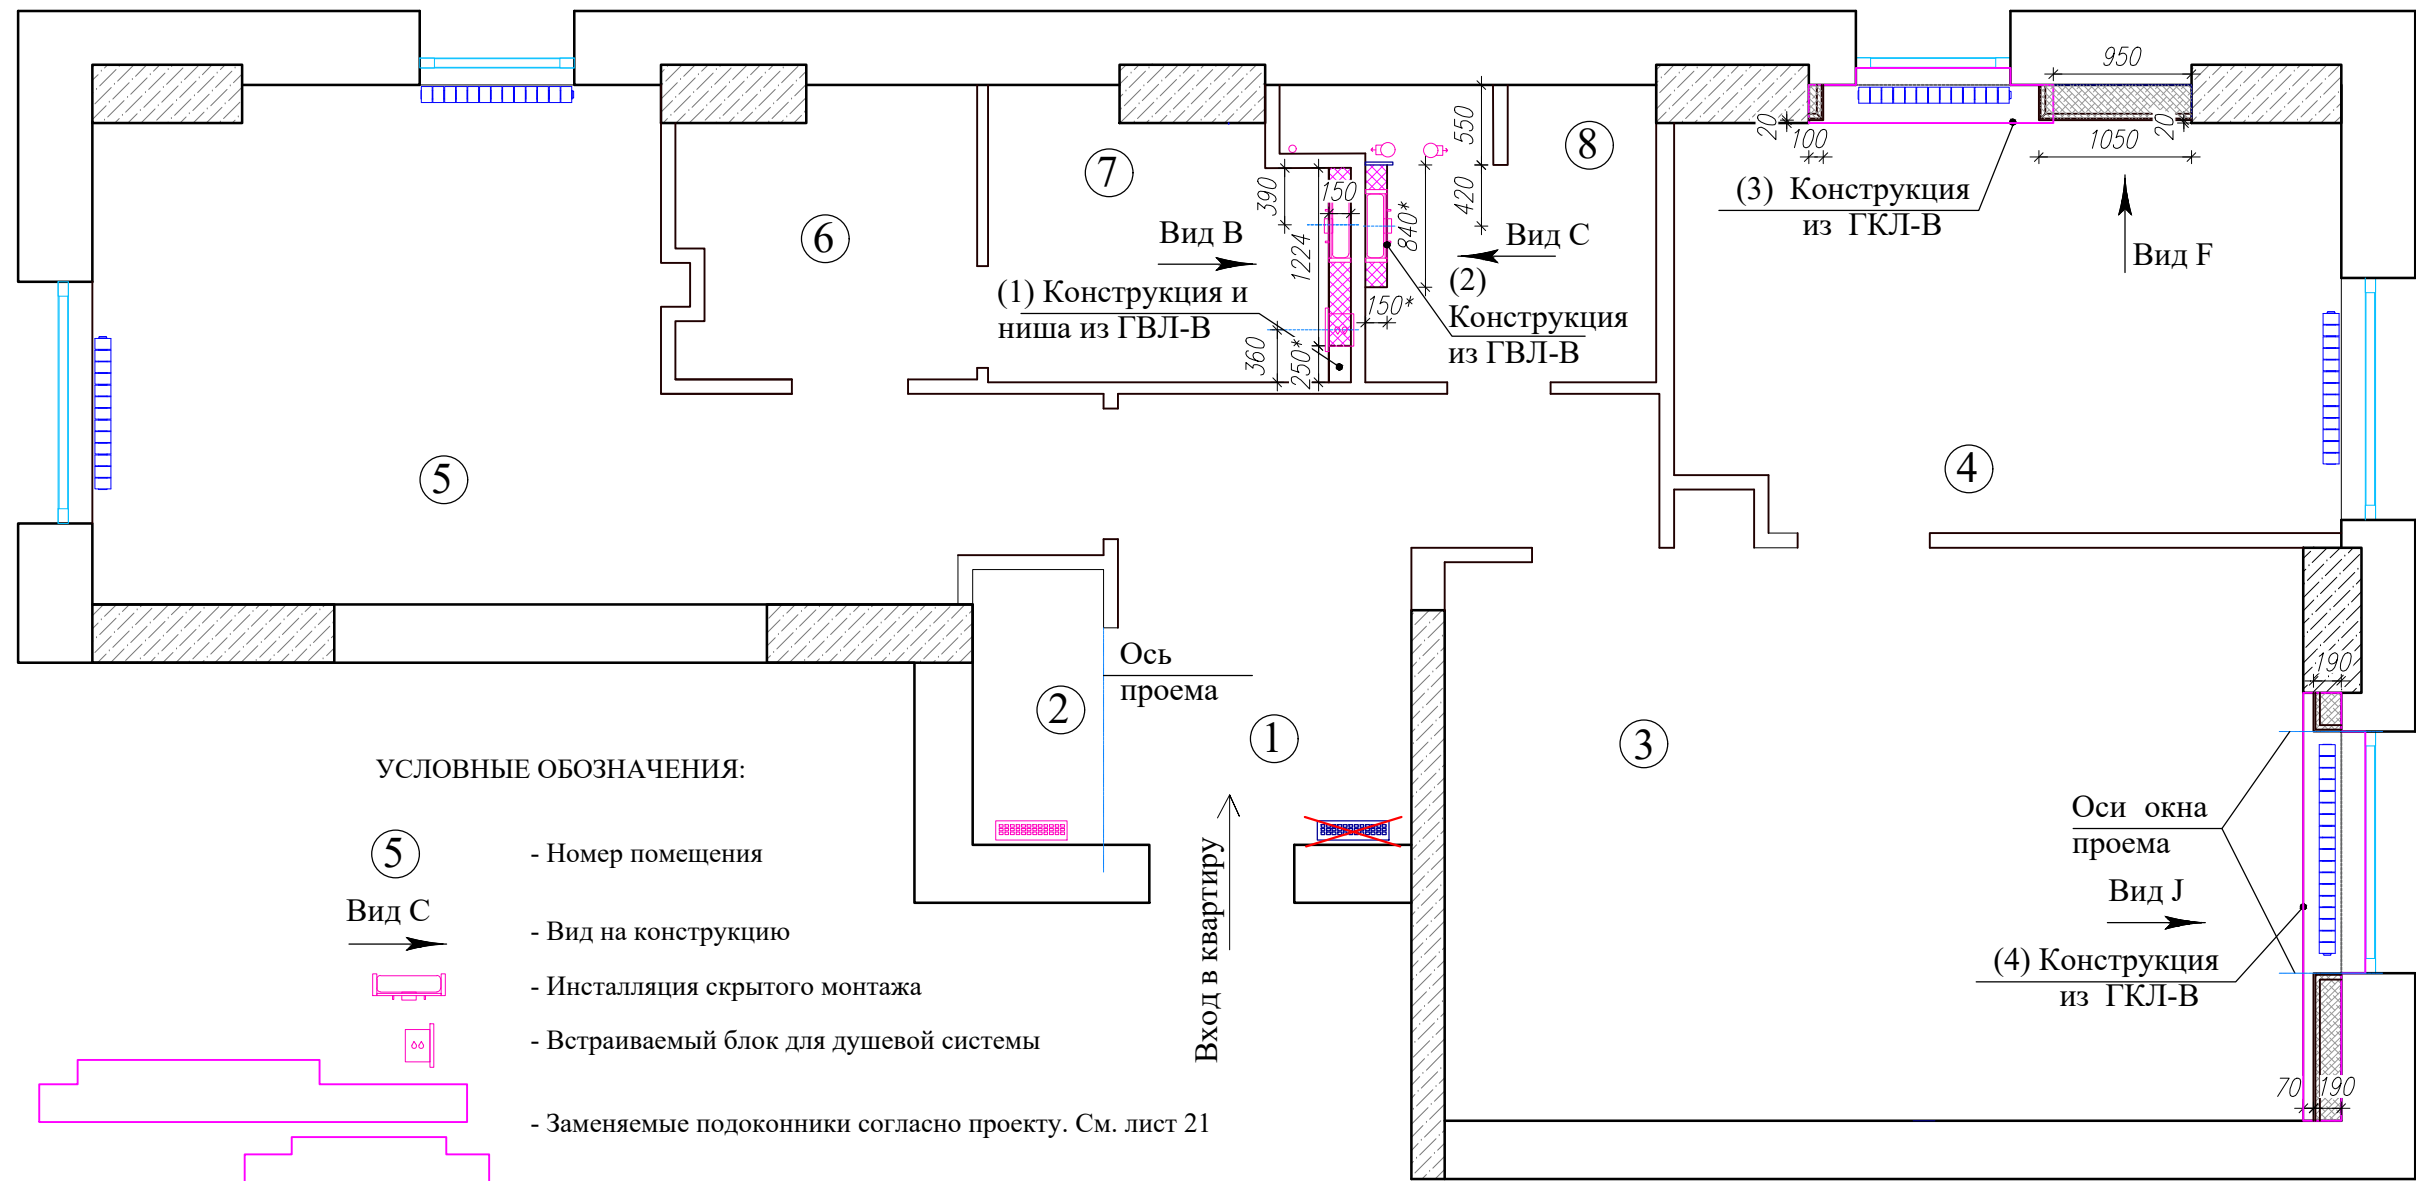 950
20
100
1050
20
(3) Конструкция
из ГКЛ-В
Вид F
550
420
8
7
6
390
150
1224
840*
Вид В
Вид С
(1) Конструкция и
ниша из ГВЛ-В
(2)
Конструкция
из ГВЛ-В
150*
360
250*
5
4
Ось
проема
2
1
3
190
Оси окна
проема
Вид J
(4) Конструкция
из ГКЛ-В
70
190
Вход в квартиру
УСЛОВНЫЕ ОБОЗНАЧЕНИЯ:
5
- Номер помещения
Вид С
- Вид на конструкцию
- Инсталляция скрытого монтажа
- Встраиваемый блок для душевой системы
- Заменяемые подоконники согласно проекту. См. лист 21